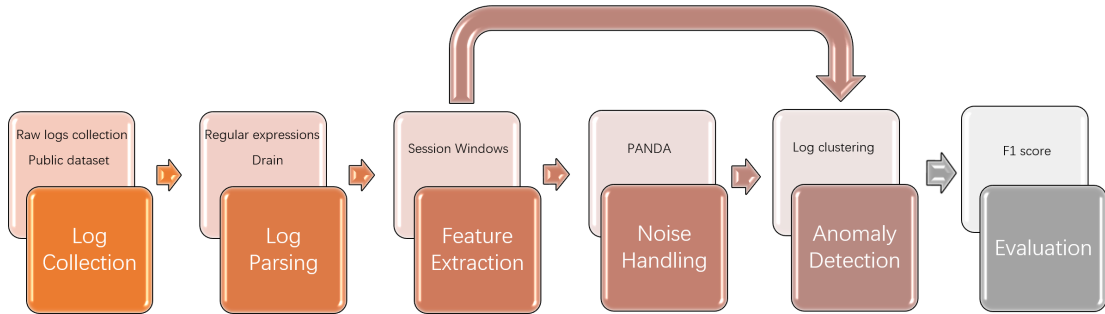 Raw logs collection
Public dataset
Log
Collection
Regular expressions
Drain
Log
Parsing
Session Windows
Feature
Extraction
PANDA
Noise
Handling
Log clustering
Anomaly
Detection
F1 score
Evaluation